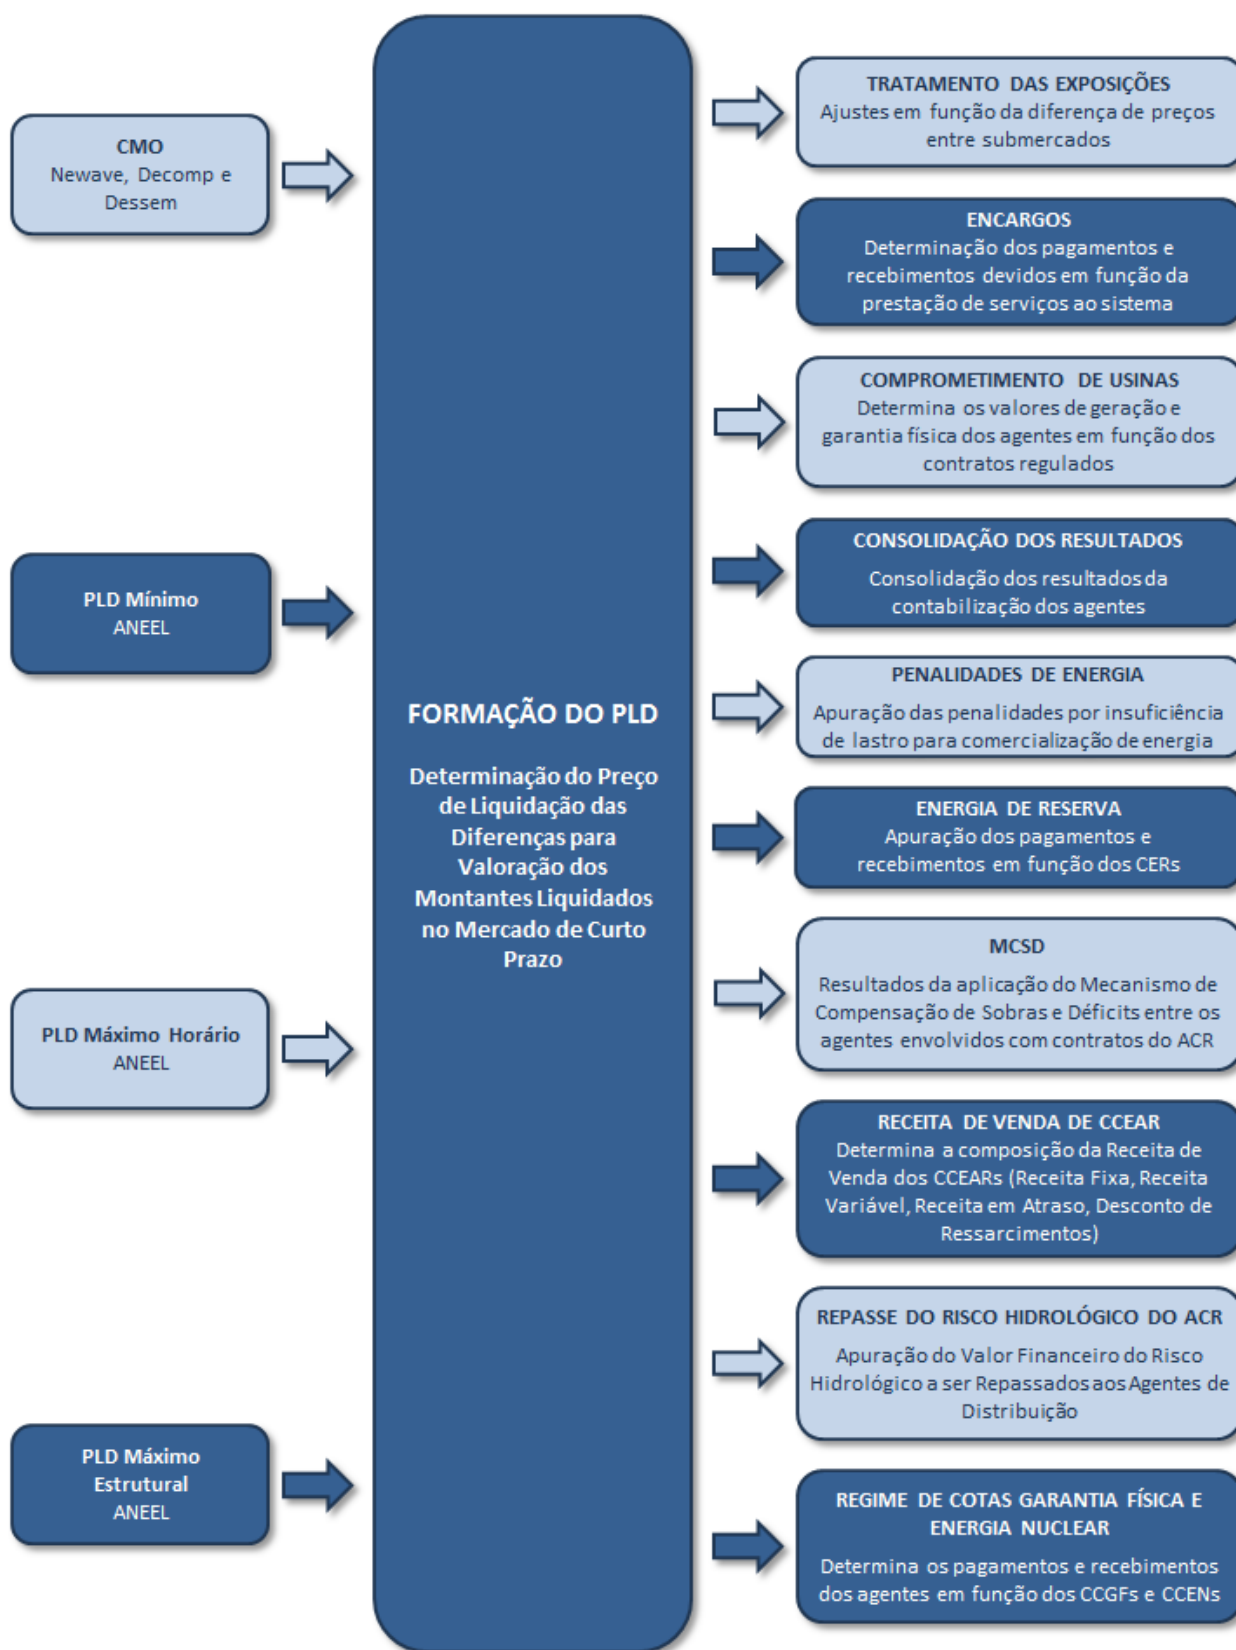 CMO
Newave, Decomp e
Dessem
PLD Mínimo
ANEEL
PLD Máximo Horário
ANEEL
PLD Máximo
Estrutural
ANEEL
FORMAÇÃO DO PLD
Determinação do Preço
de Liquidação das
Diferenças para
Valoração dos
Montantes Liquidados
no Mercado de Curto
Prazo
TRATAMENTO DAS EXPOSIÇÕES
Ajustes em função da diferença de preços
entre submercados
ENCARGOS
Determinação dos pagamentos e
recebimentos devidos em função da
prestação de serviços ao sistema
COMPROMETIMENTO DE USINAS
Determina os valores de geração e
garantia física dos agentes em função dos
contratos regulados
CONSOLIDAÇÃO DOS RESULTADOS
Consolidação dos resultados da
contabilização dos agentes
PENALIDADES DE ENERGIA
Apuração das penalidades por insuficiência
de lastro para comercialização de energia
ENERGIA DE RESERVA
Apuração dos pagamentos e
recebimentos em função dos CERs
MCSD
Resultados da aplicação do Mecanismo de
Compensação de Sobras e Déficits entre os
agentes envolvidos com contratos do ACR
RECEITA DE VENDA DE CCEAR
Determina a composição da Receita de
Venda dos CCEARs (Receita Fixa, Receita
Variável, Receita em Atraso, Desconto de
Ressarcimentos)
REPASSE DO RISCO HIDROLÓGICO DO ACR
Apuração do Valor Financeiro do Risco
Hidrológico a ser Repassados aos Agentes de
Distribuição
REGIME DE COTAS GARANTIA FÍSICA E
ENERGIA NUCLEAR
Determina os pagamentos e recebimentos
dos agentes em função dos CCGFs e CCENs